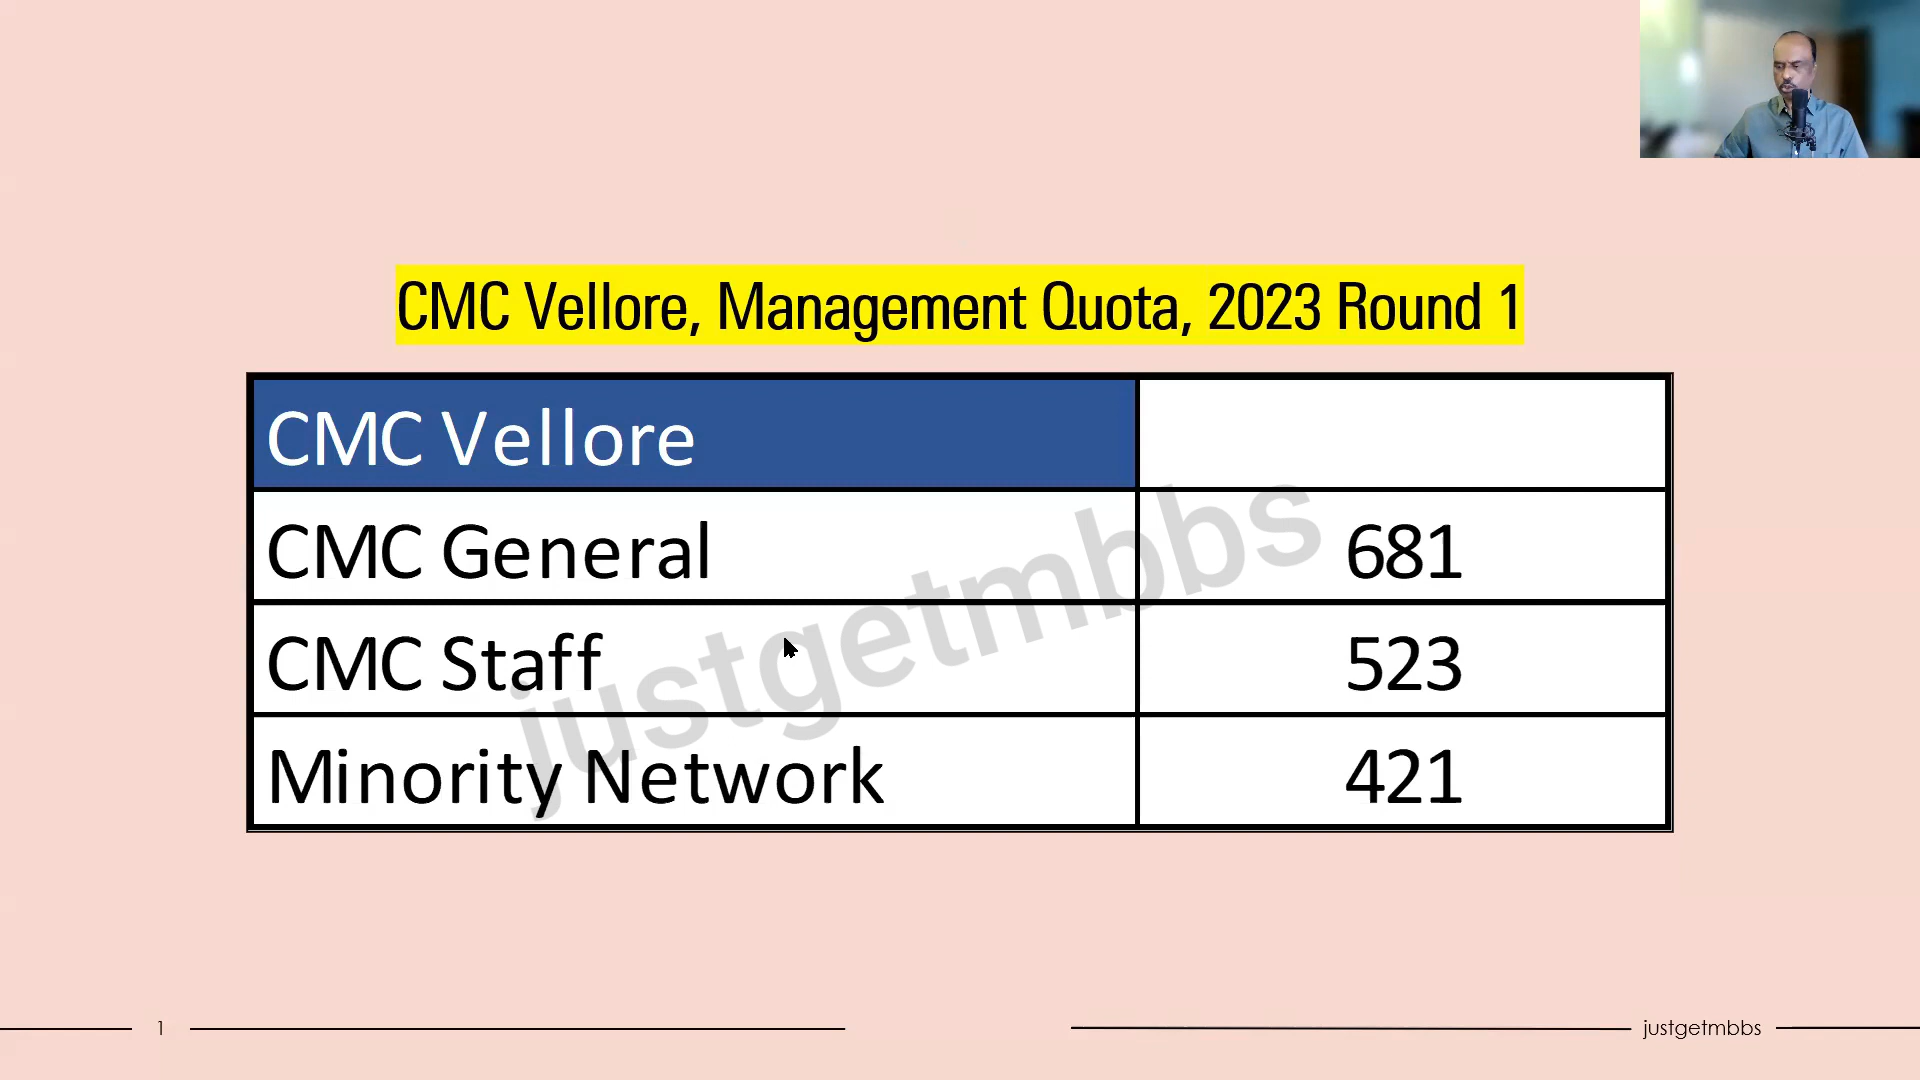 CMC Vellore, Management Quota, 2023 Round 1
CMC Vellore
CMC General 681
CMC Staff 523
Minority Network 421
justgetmbbs
1
justgetmbbs